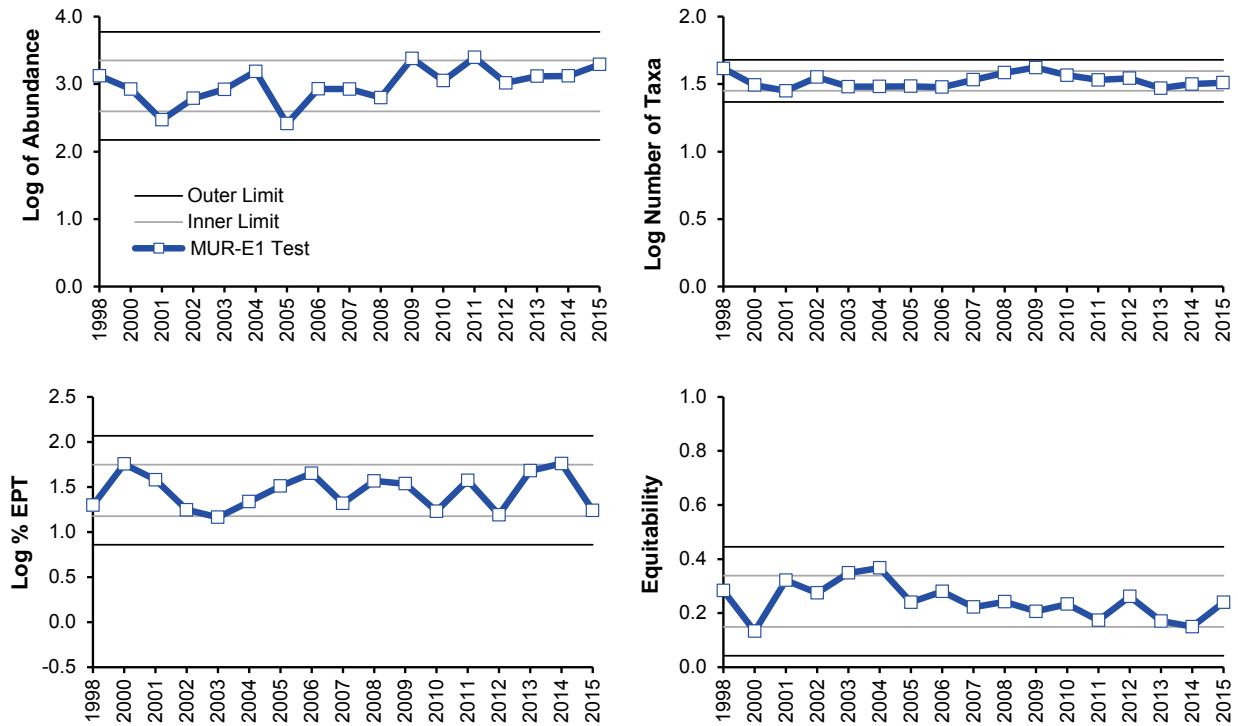 Log of Abundance
4.0
3.0
2.0
1.0
0.0
Outer Limit
Inner Limit
MUR-E1 Test
1998 2000 2001 2002 2003 2004 2005 2006 2007 2008 2009 2010 2011 2012 2013 2014 2015
Log Number of Taxa
2.0
1.5
1.0
0.5
0.0
1998 2000 2001 2002 2003 2004 2005 2006 2007 2008 2009 2010 2011 2012 2013 2014 2015
Log % EPT
2.5
2.0
1.5
1.0
0.5
0.0
-0.5
1998 2000 2001 2002 2003 2004 2005 2006 2007 2008 2009 2010 2011 2012 2013 2014 2015
Equitability
1.0
0.8
0.6
0.4
0.2
0.0
1998 2000 2001 2002 2003 2004 2005 2006 2007 2008 2009 2010 2011 2012 2013 2014 2015